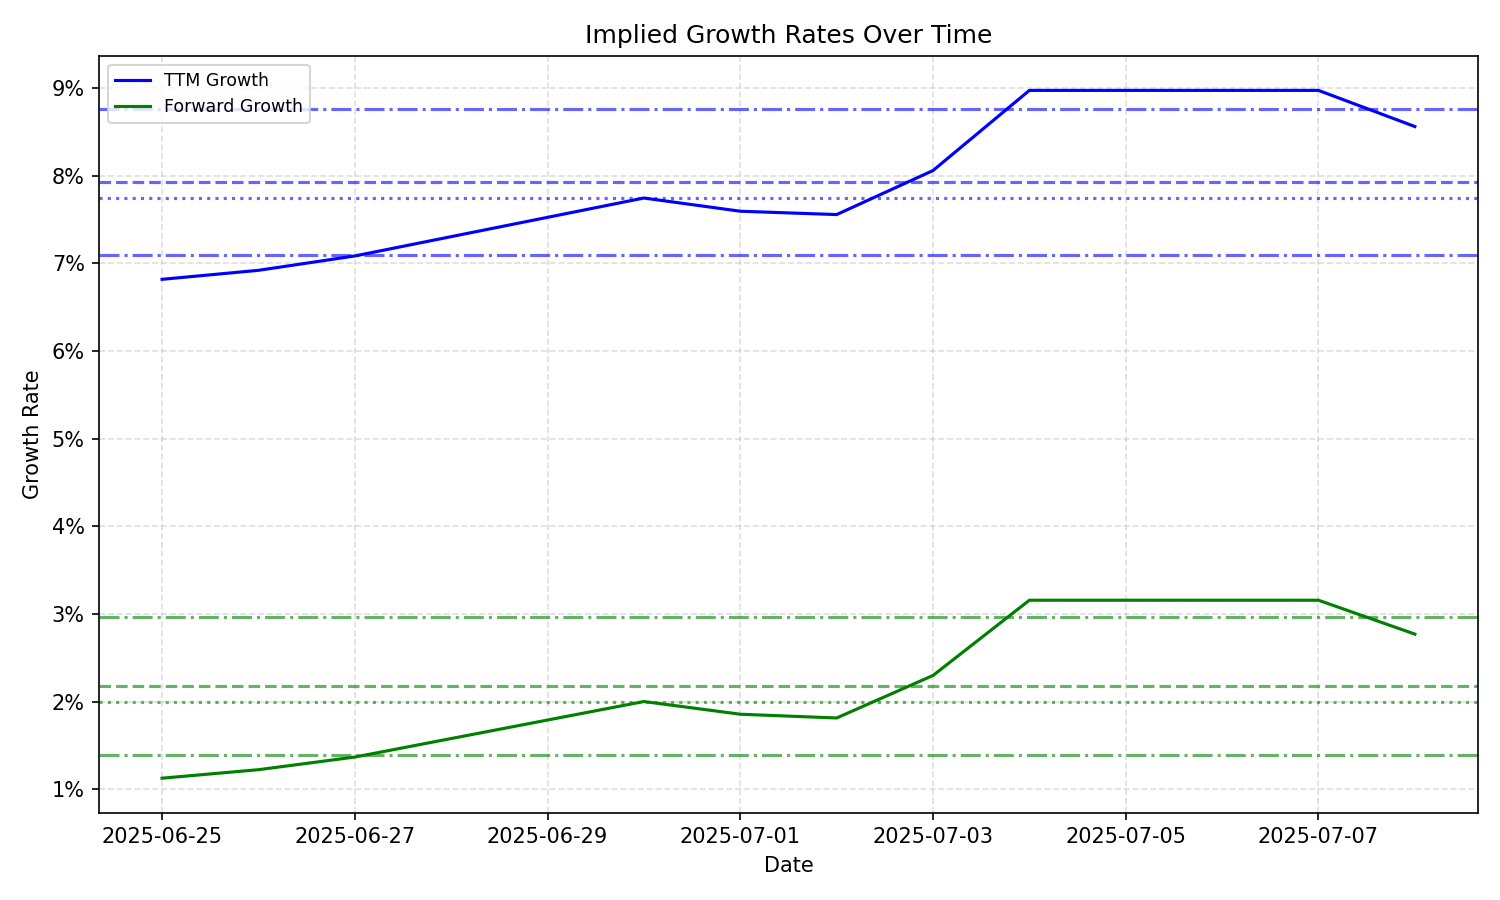 Implied Growth Rates Over Time
TTM Growth
Forward Growth
9%
8%
7%
6%
5%
4%
3%
2%
1%
Growth Rate
2025-06-25 2025-06-27 2025-06-29 2025-07-01 2025-07-03 2025-07-05 2025-07-07
Date